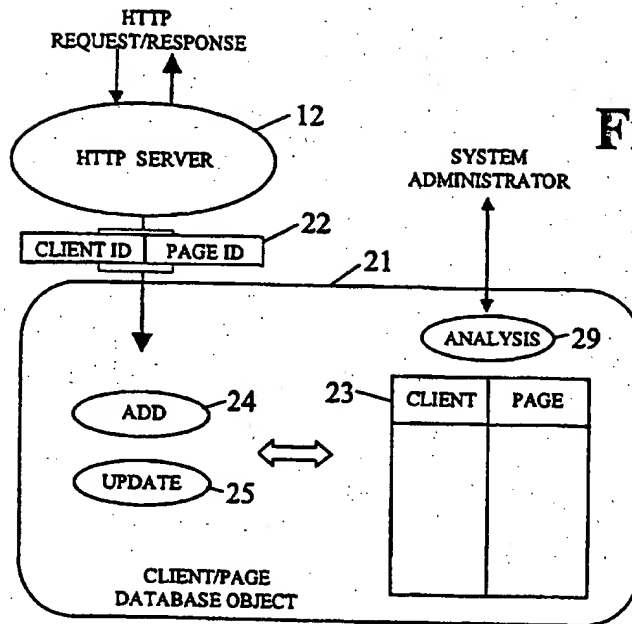 HTTP
REQUEST/RESPONSE
12
HTTP SERVER
F
SYSTEM
ADMINISTRATOR
22
CLIENT ID PAGE ID
21
ANALYSIS 29
23 CLIENT PAGE
ADD 24
UPDATE 25
CLIENT/PAGE
DATABASE OBJECT